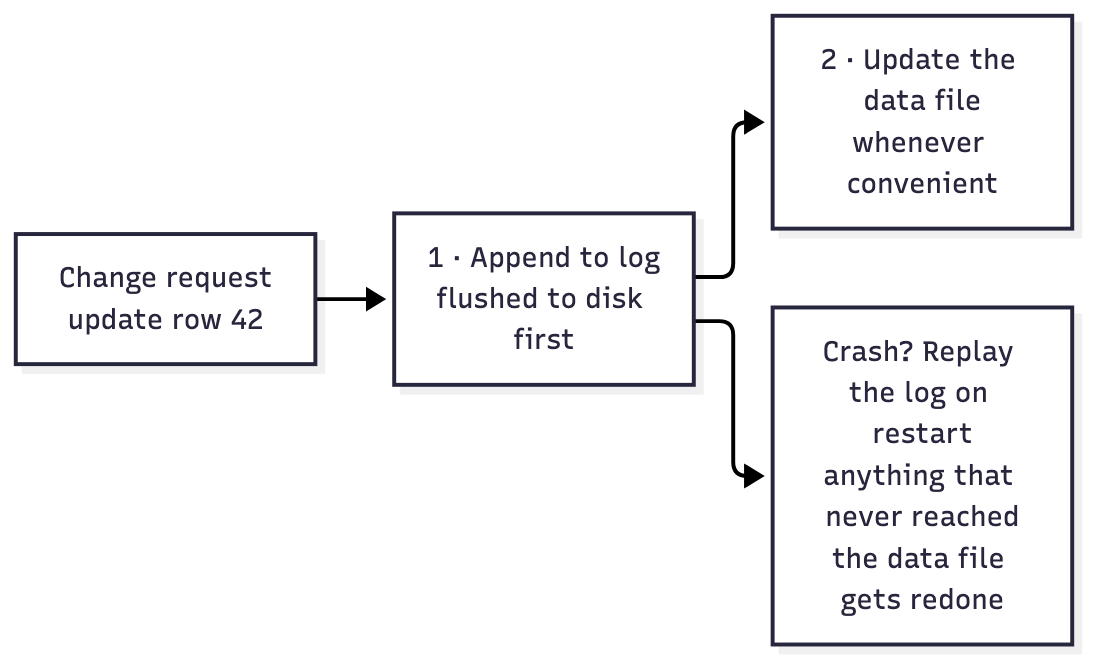 Change request
update row 42
1 · Append to log
flushed to disk
first
2 · Update the
data file
whenever
convenient
Crash? Replay
the log on
restart
anything that
never reached
the data file
gets redone